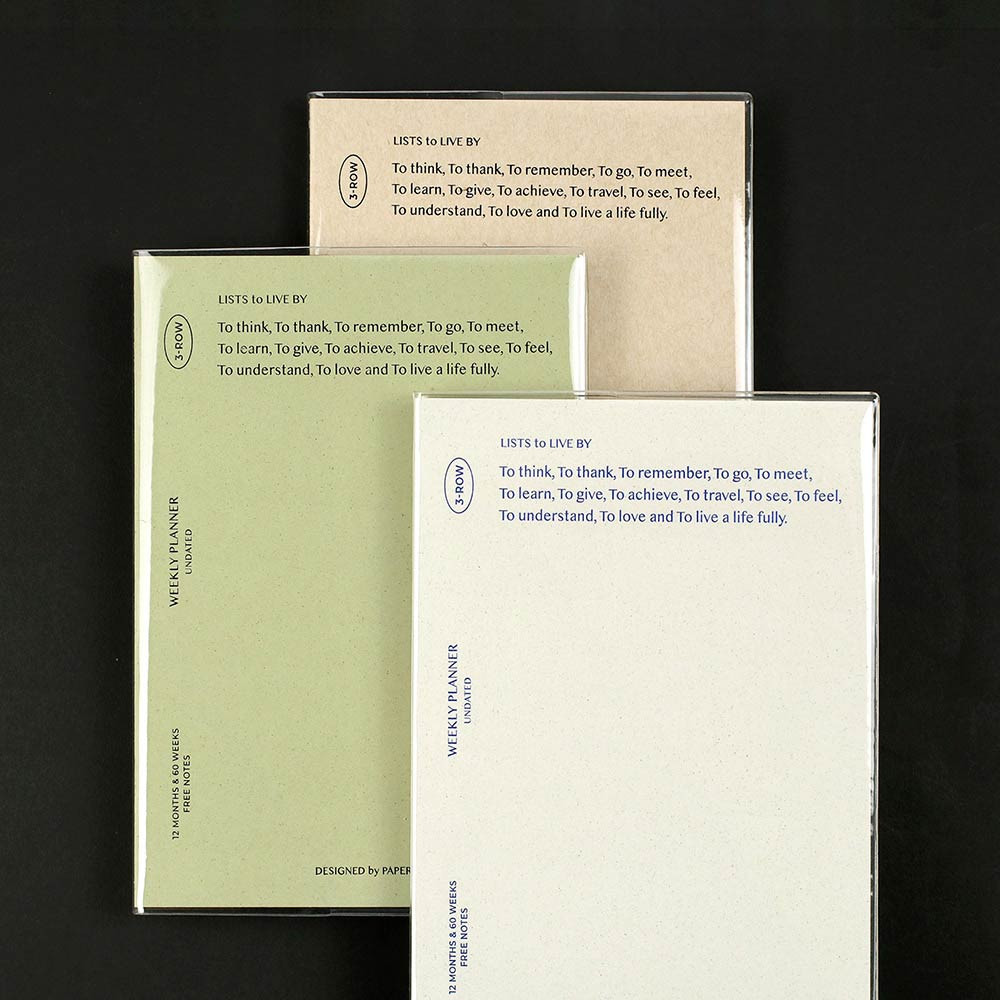 LISTS to LIVE BY
3-ROW
To think, To thank, To remember, To go, To meet,
To learn, To give, To achieve, To travel, To see, To feel,
To understand, To love and To live a life fully.
LISTS to LIVE BY
3-ROW
To think, To thank, To remember, To go, To meet,
To learn, To give, To achieve, To travel, To see, To feel,
To understand, To love and To live a life fully.
WEEKLY PLANNER
UNDATED
12 MONTHS & 60 WEEKS
FREE NOTES
DESIGNED by PAPER
LISTS to LIVE BY
3-ROW
To think, To thank, To remember, To go, To meet,
To learn, To give, To achieve, To travel, To see, To feel,
To understand, To love and To live a life fully.
WEEKLY PLANNER
UNDATED
12 MONTHS & 60 WEEKS
FREE NOTES